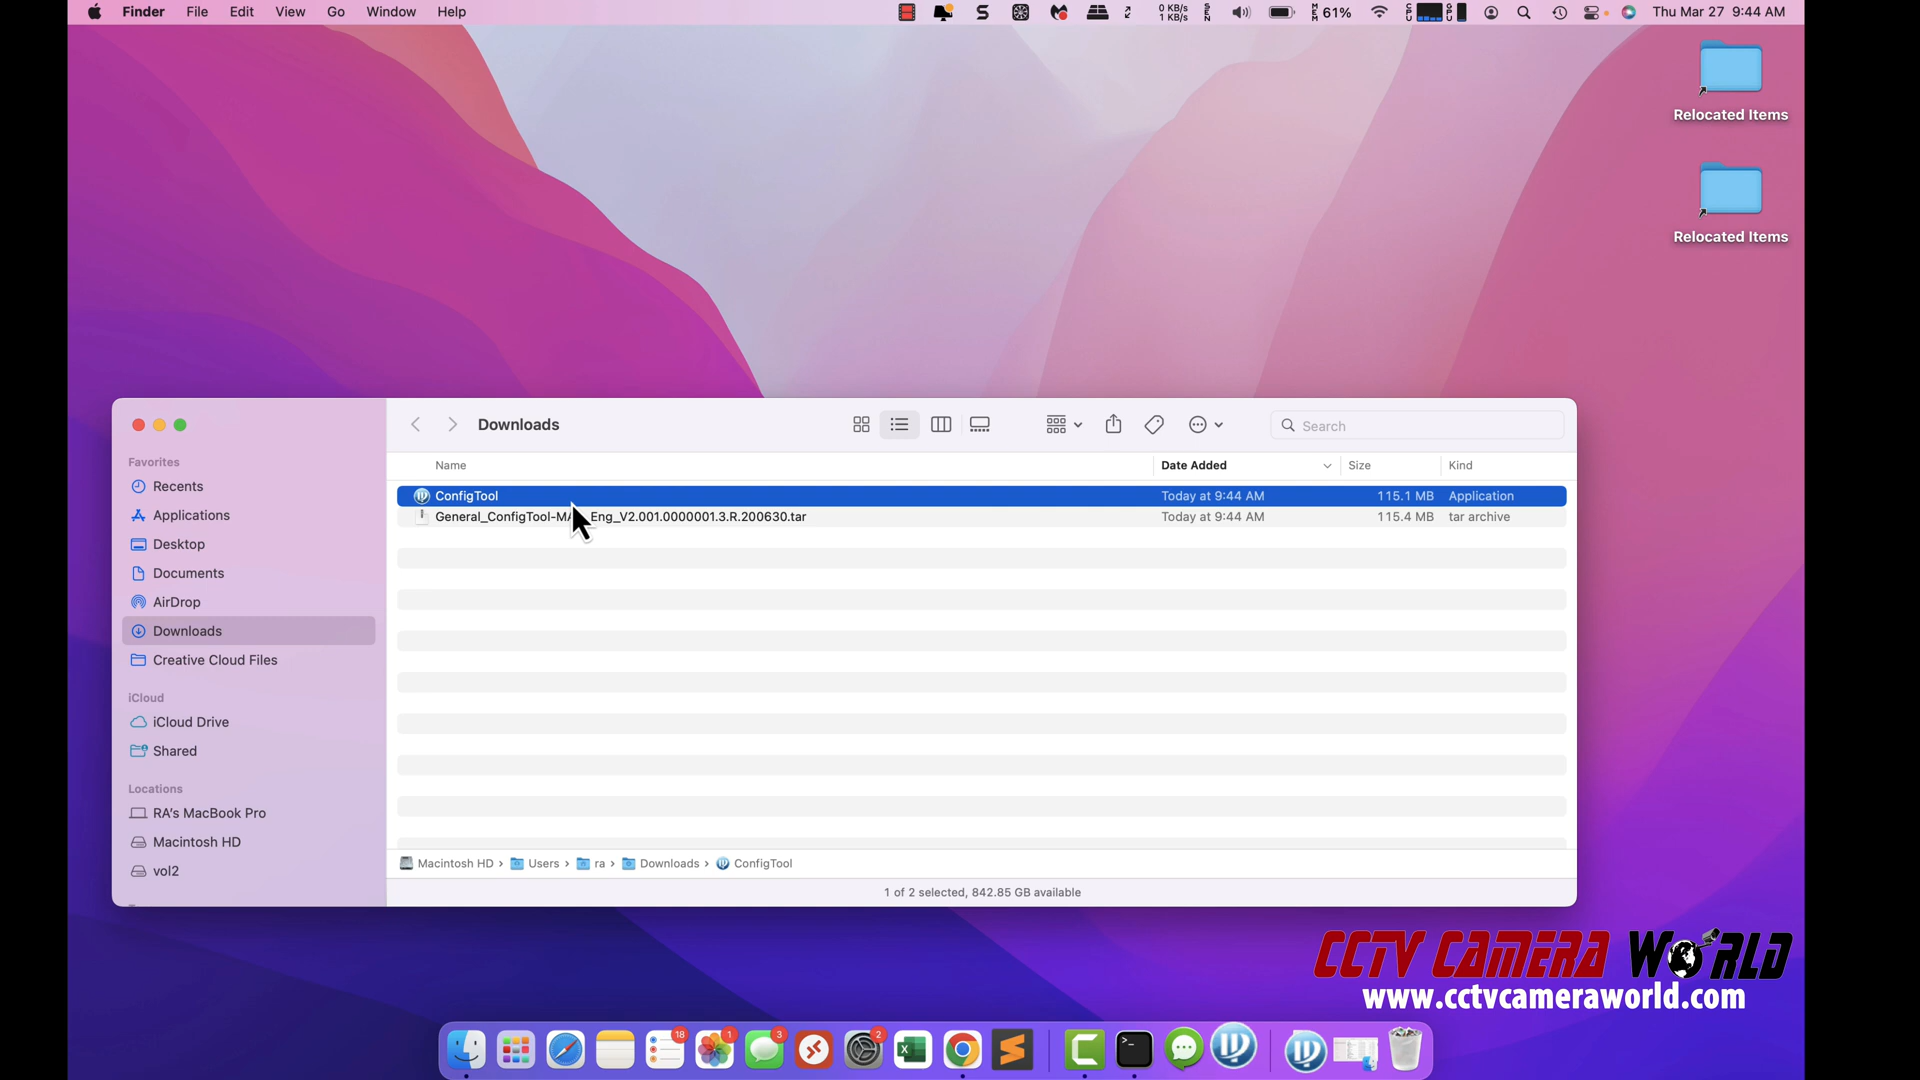 Finder File Edit View Go Window Help
0 KB/s
1 KB/s
SEN
MEM 61%
CPU
GPU
Thu Mar 27 9:44 AM
Relocated Items
Relocated Items
Downloads
Search
Favorites
Recents
Applications
Desktop
Documents
AirDrop
Downloads
Creative Cloud Files
iCloud
iCloud Drive
Shared
Locations
RA's MacBook Pro
Macintosh HD
vol2
Name Date Added Size Kind
ConfigTool Today at 9:44 AM 115.1 MB Application
Eng_V2.001.0000001.3.R.200630.tar Today at 9:44 AM 115.4 MB tar archive
Macintosh HD › Users › ra › Downloads › ConfigTool
1 of 2 selected, 842.85 GB available
CCTV CAMERA WORLD
www.cctvcameraworld.com
18
1
3
2